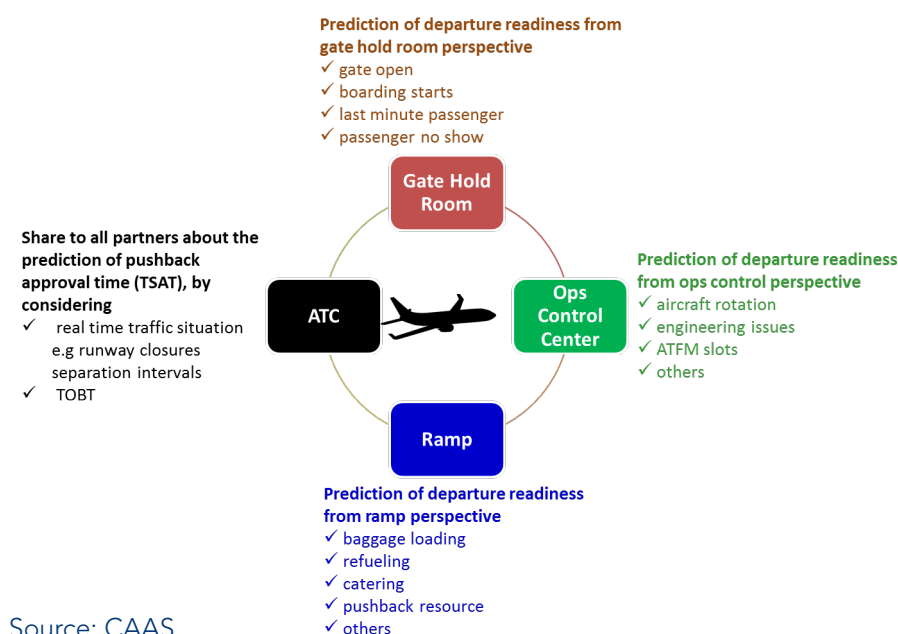 Prediction of departure readiness from
gate hold room perspective
✓ gate open
✓ boarding starts
✓ last minute passenger
✓ passenger no show
Gate Hold
Room
Share to all partners about the
prediction of pushback
approval time (TSAT), by
considering
✓ real time traffic situation
e.g runway closures
separation intervals
✓ TOBT
ATC
Ops
Control
Center
Prediction of departure readiness
from ops control perspective
✓ aircraft rotation
✓ engineering issues
✓ ATFM slots
✓ others
Ramp
Prediction of departure readiness
from ramp perspective
✓ baggage loading
✓ refueling
✓ catering
✓ pushback resource
✓ others
Source: CAAS